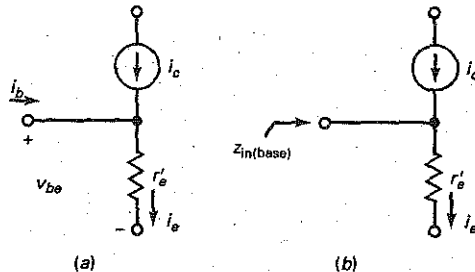 i_c
i_b
+
v_be
r'_e
i_e
−
(a)
i_c
z_in(base)
r'_e
i_e
(b)